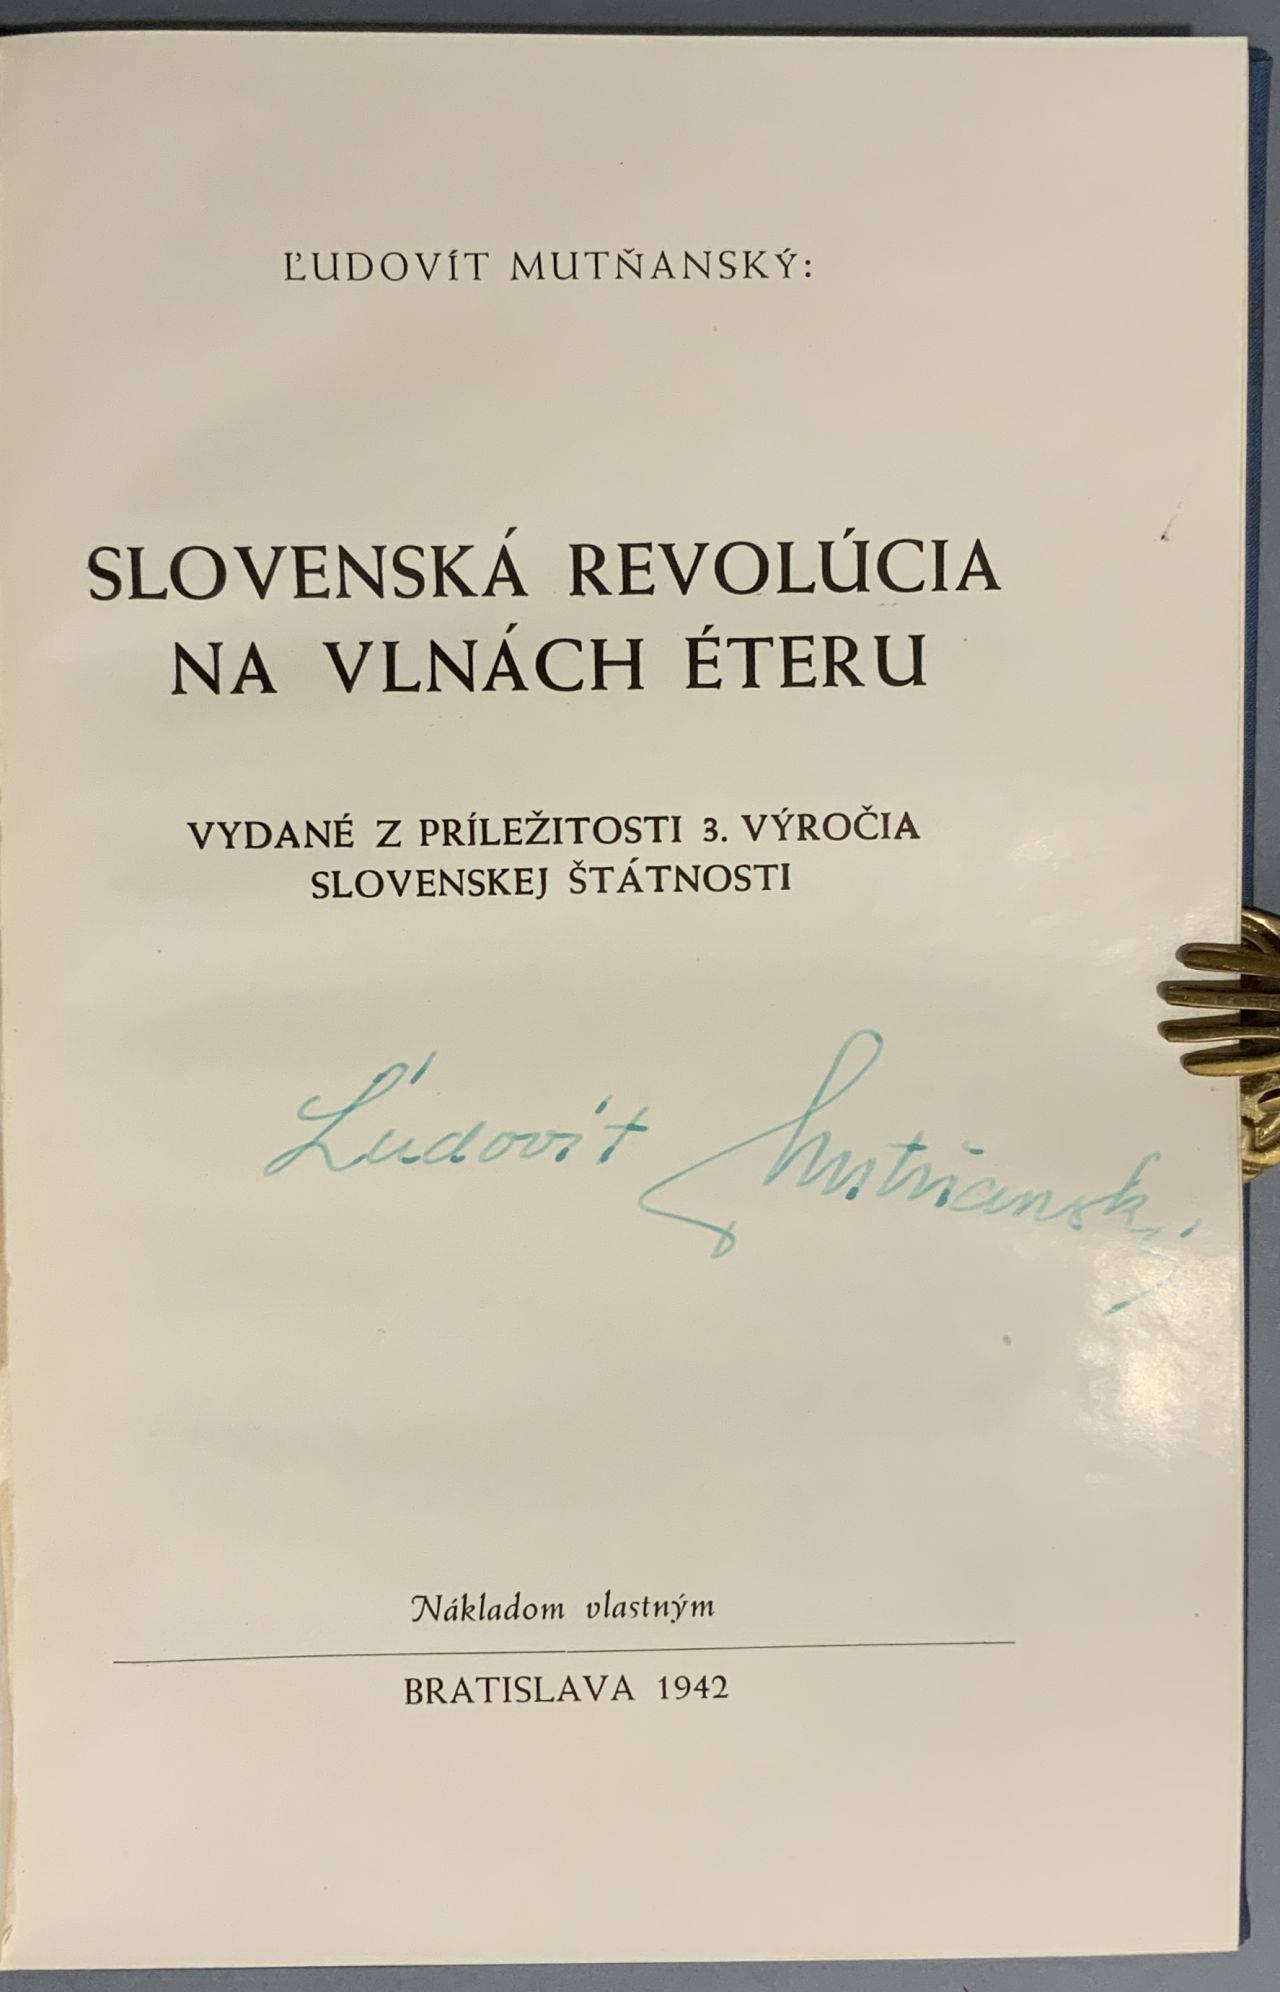 ĽUDOVÍT MUTŇANSKÝ:
SLOVENSKÁ REVOLÚCIA
NA VLNÁCH ÉTERU
VYDANÉ Z PRÍLEŽITOSTI 3. VÝROČIA
SLOVENSKEJ ŠTÁTNOSTI
Ľudovít Mutňanský
Nákladom vlastným
BRATISLAVA 1942